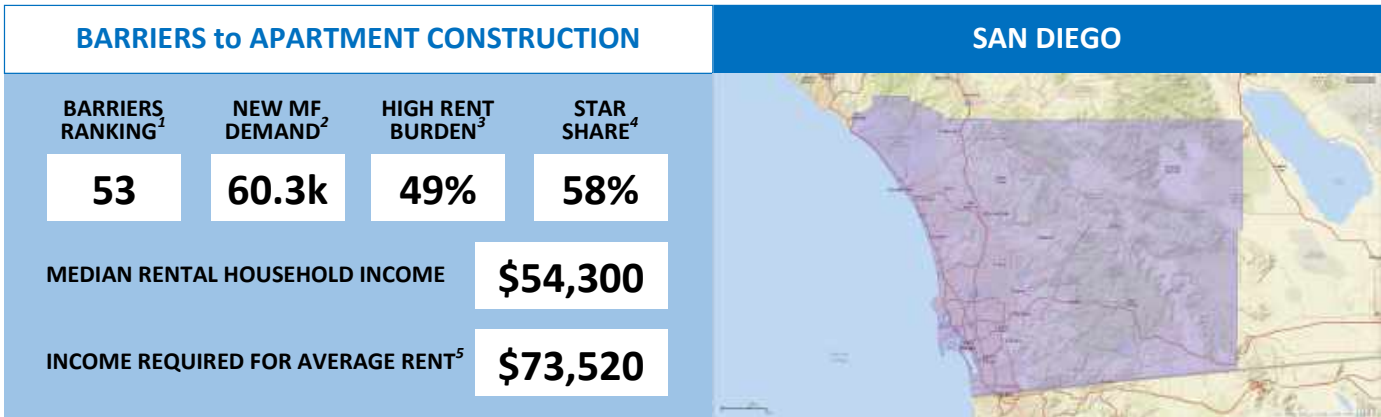 BARRIERS to APARTMENT CONSTRUCTION
SAN DIEGO
BARRIERS RANKING1
NEW MF DEMAND2
HIGH RENT BURDEN3
STAR SHARE4
53
60.3k
49%
58%
MEDIAN RENTAL HOUSEHOLD INCOME
$54,300
INCOME REQUIRED FOR AVERAGE RENT5
$73,520